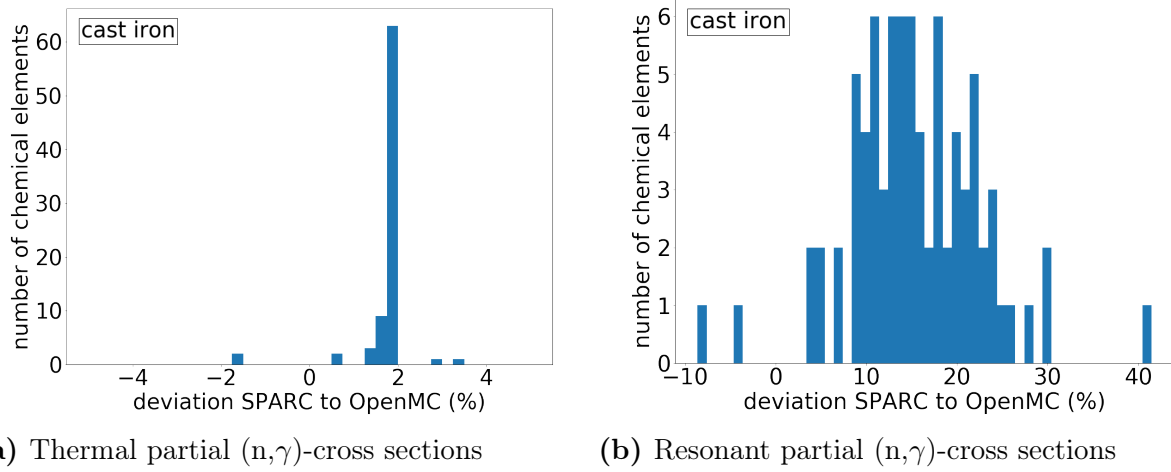 cast iron
number of chemical elements
60
50
40
30
20
10
0
−4 −2 0 2 4
deviation SPARC to OpenMC (%)
cast iron
number of chemical elements
6
5
4
3
2
1
0
−10 0 10 20 30 40
deviation SPARC to OpenMC (%)
) Thermal partial (n,γ)-cross sections
(b) Resonant partial (n,γ)-cross sections